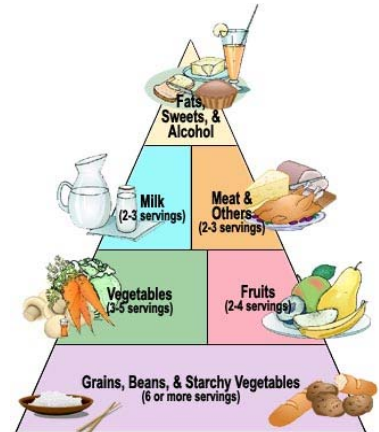 Fats,
Sweets, &
Alcohol
Milk
(2-3 servings)
Meat &
Others
(2-3 servings)
Vegetables
(3-5 servings)
Fruits
(2-4 servings)
Grains, Beans, & Starchy Vegetables
(6 or more servings)